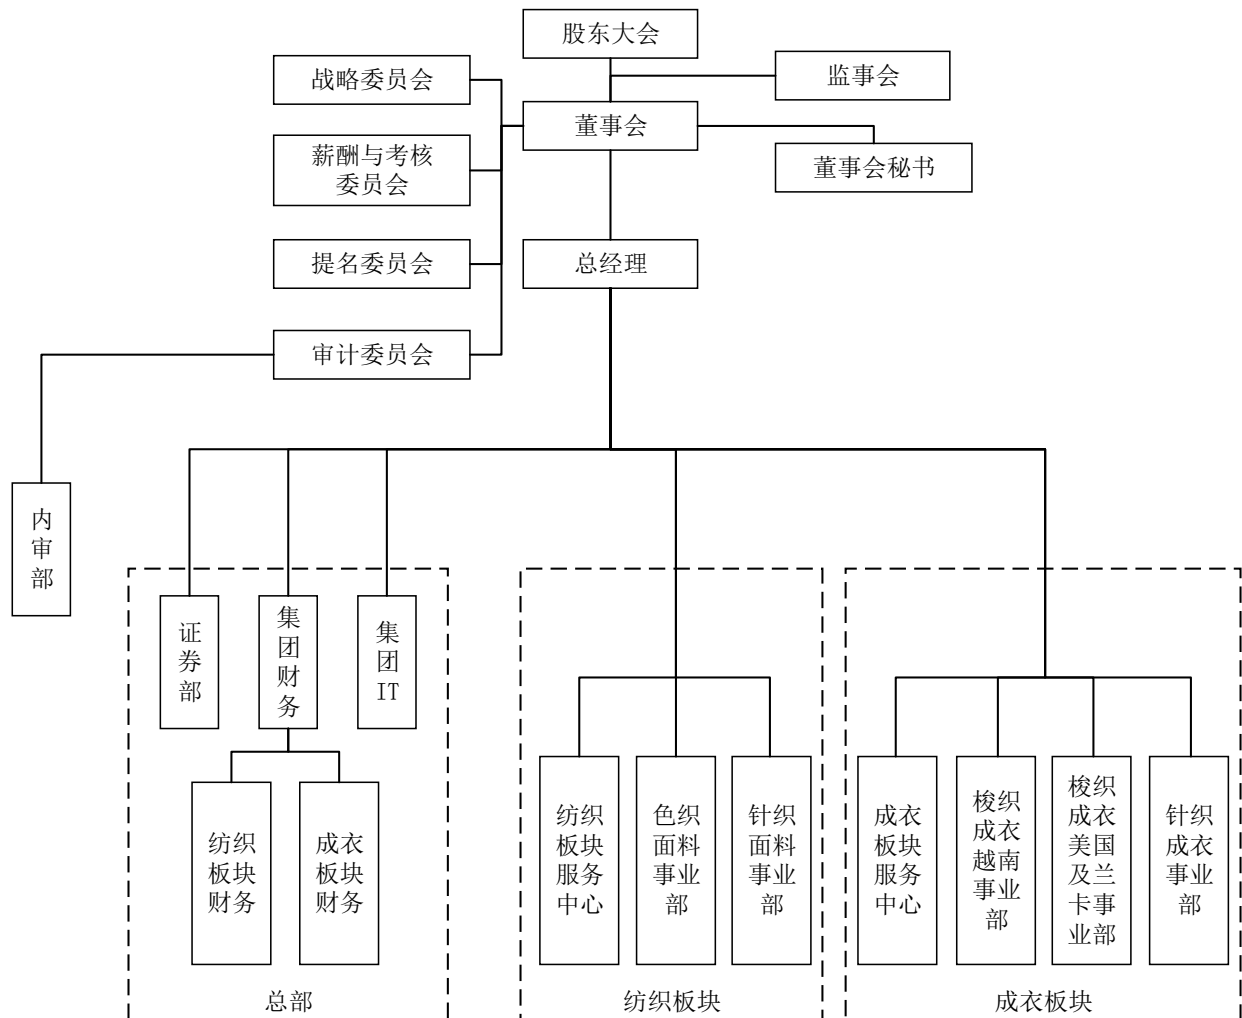 股东大会
战略委员会
监事会
董事会
薪酬与考核
委员会
董事会秘书
提名委员会
总经理
审计委员会
内
审
部
证
券
部
集
团
财
务
集
团
IT
纺织
板块
财务
成衣
板块
财务
纺织
板块
服务
中心
色织
面料
事业
部
针织
面料
事业
部
成衣
板块
服务
中心
梭织
成衣
越南
事业
部
梭织
成衣
美国
及兰
卡事
业部
针织
成衣
事业
部
总部
纺织板块
成衣板块